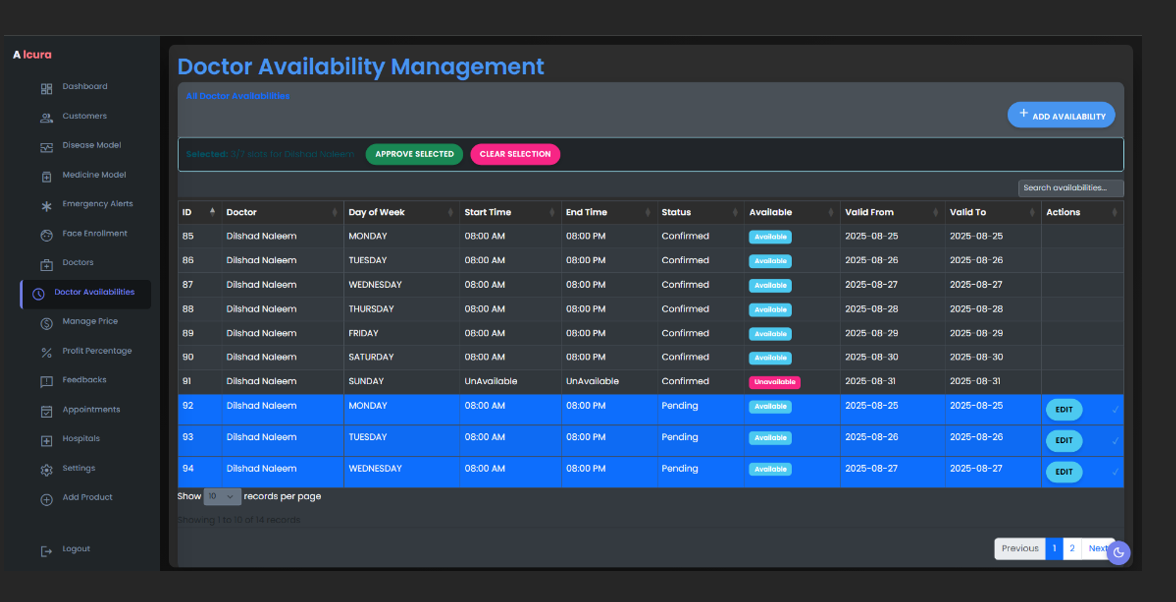 A lcura
Dashboard
Customers
Disease Model
Medicine Model
Emergency Alerts
Face Enrollment
Doctors
Doctor Availabilities
Manage Price
Profit Percentage
Feedbacks
Appointments
Hospitals
Settings
Add Product
Logout
Doctor Availability Management
All Doctor Availabilities
+ ADD AVAILABILITY
Selected: 3/7 slots for Dilshad Naleem APPROVE SELECTED CLEAR SELECTION
Search availabilities...
ID Doctor Day of Week Start Time End Time Status Available Valid From Valid To Actions
85 Dilshad Naleem MONDAY 08:00 AM 08:00 PM Confirmed Available 2025-08-25 2025-08-25
86 Dilshad Naleem TUESDAY 08:00 AM 08:00 PM Confirmed Available 2025-08-26 2025-08-26
87 Dilshad Naleem WEDNESDAY 08:00 AM 08:00 PM Confirmed Available 2025-08-27 2025-08-27
88 Dilshad Naleem THURSDAY 08:00 AM 08:00 PM Confirmed Available 2025-08-28 2025-08-28
89 Dilshad Naleem FRIDAY 08:00 AM 08:00 PM Confirmed Available 2025-08-29 2025-08-29
90 Dilshad Naleem SATURDAY 08:00 AM 08:00 PM Confirmed Available 2025-08-30 2025-08-30
91 Dilshad Naleem SUNDAY UnAvailable UnAvailable Confirmed Unavailable 2025-08-31 2025-08-31
92 Dilshad Naleem MONDAY 08:00 AM 08:00 PM Pending Available 2025-08-25 2025-08-25 EDIT ✓
93 Dilshad Naleem TUESDAY 08:00 AM 08:00 PM Pending Available 2025-08-26 2025-08-26 EDIT ✓
94 Dilshad Naleem WEDNESDAY 08:00 AM 08:00 PM Pending Available 2025-08-27 2025-08-27 EDIT ✓
Show 10 records per page
Showing 1 to 10 of 14 records
Previous 1 2 Next